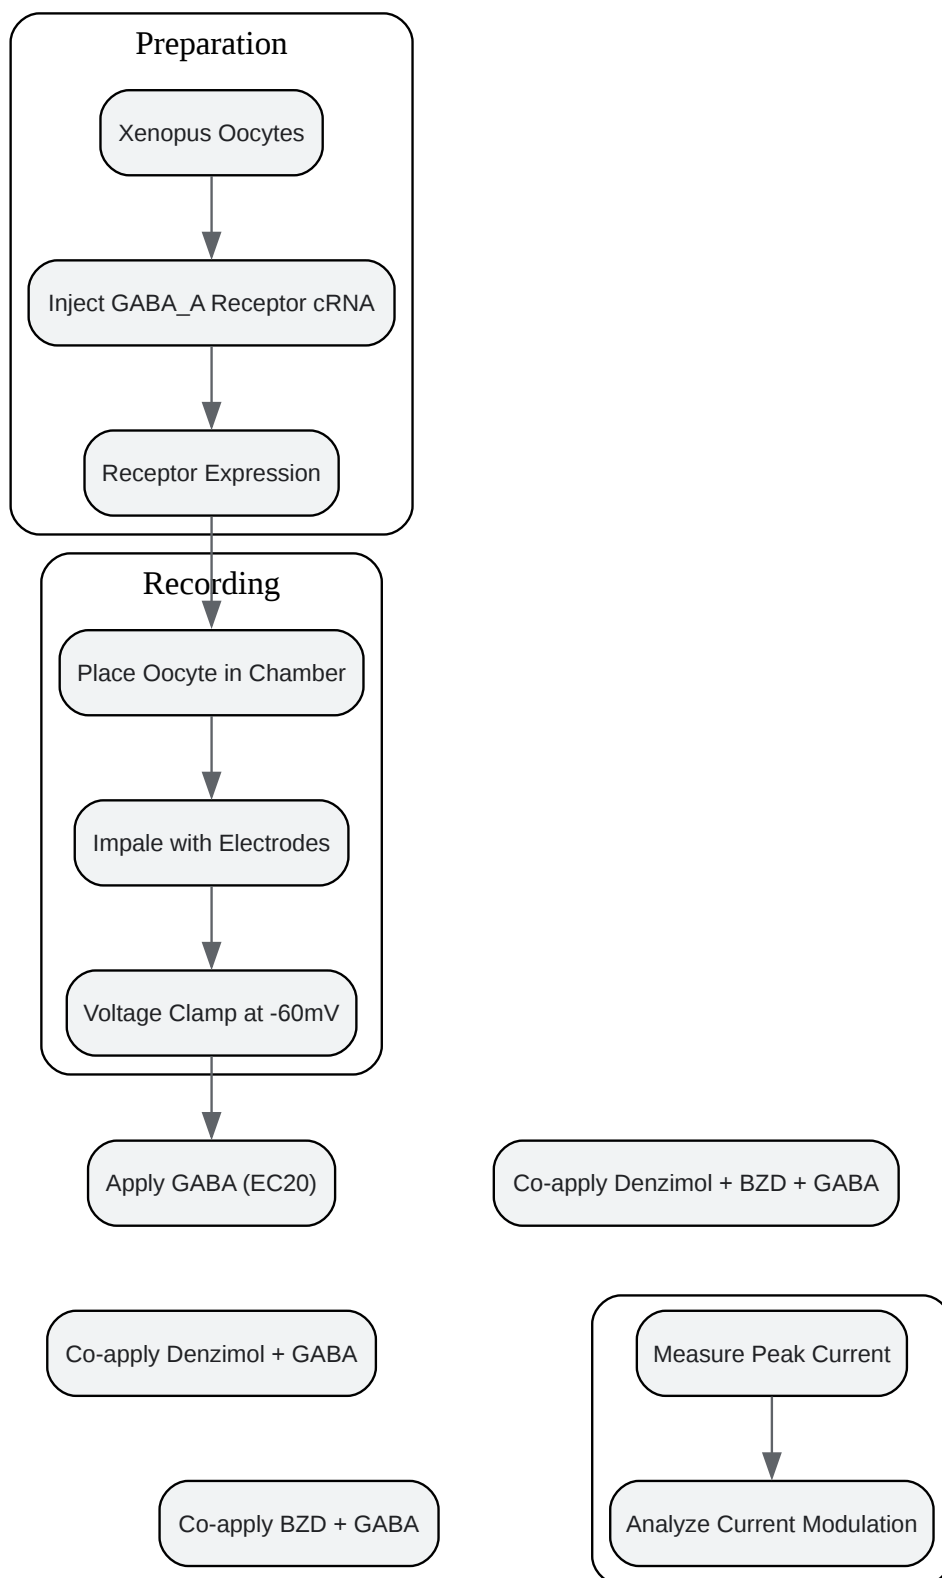 Preparation
Xenopus Oocytes
Inject GABA_A Receptor cRNA
Receptor Expression
Recording
Place Oocyte in Chamber
Impale with Electrodes
Voltage Clamp at -60mV
Apply GABA (EC20)
Co-apply Denzimol + BZD + GABA
Co-apply Denzimol + GABA
Measure Peak Current
Co-apply BZD + GABA
Analyze Current Modulation